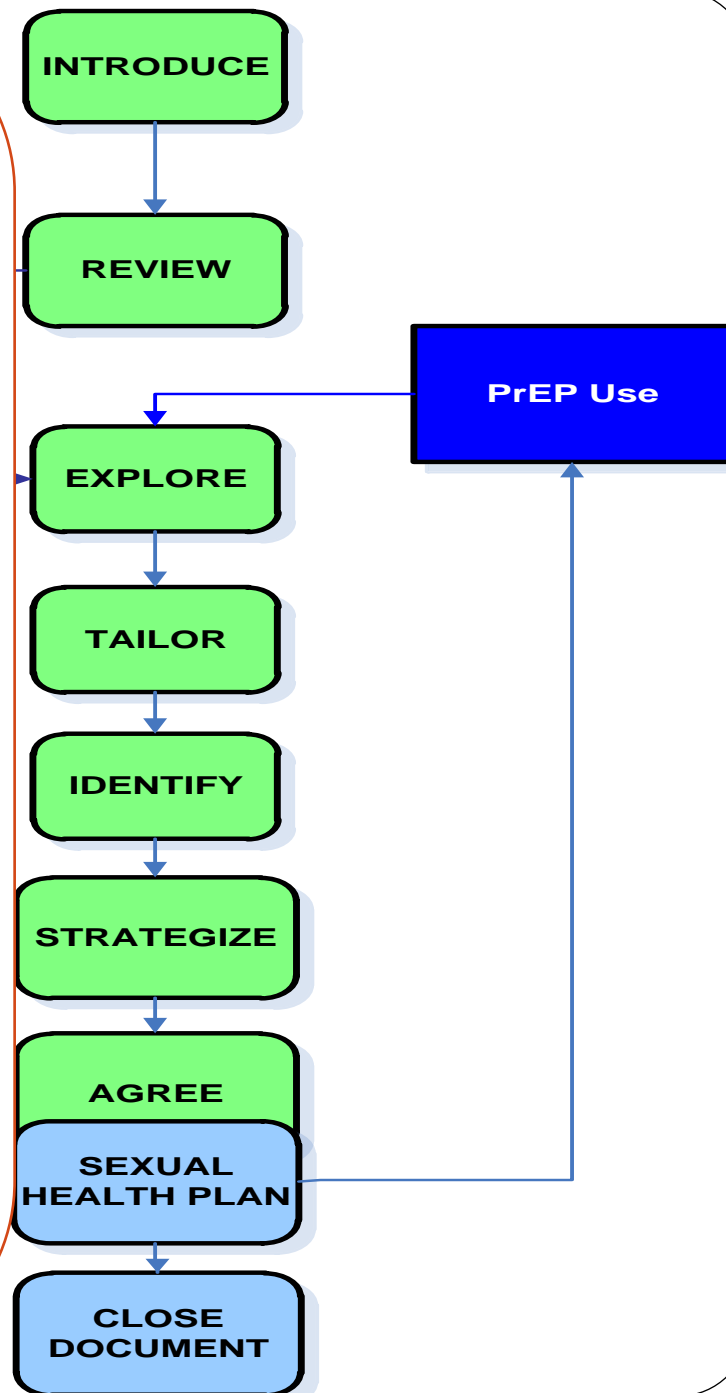 INTRODUCE
REVIEW
PrEP Use
EXPLORE
TAILOR
IDENTIFY
STRATEGIZE
AGREE
SEXUAL
HEALTH PLAN
CLOSE
DOCUMENT